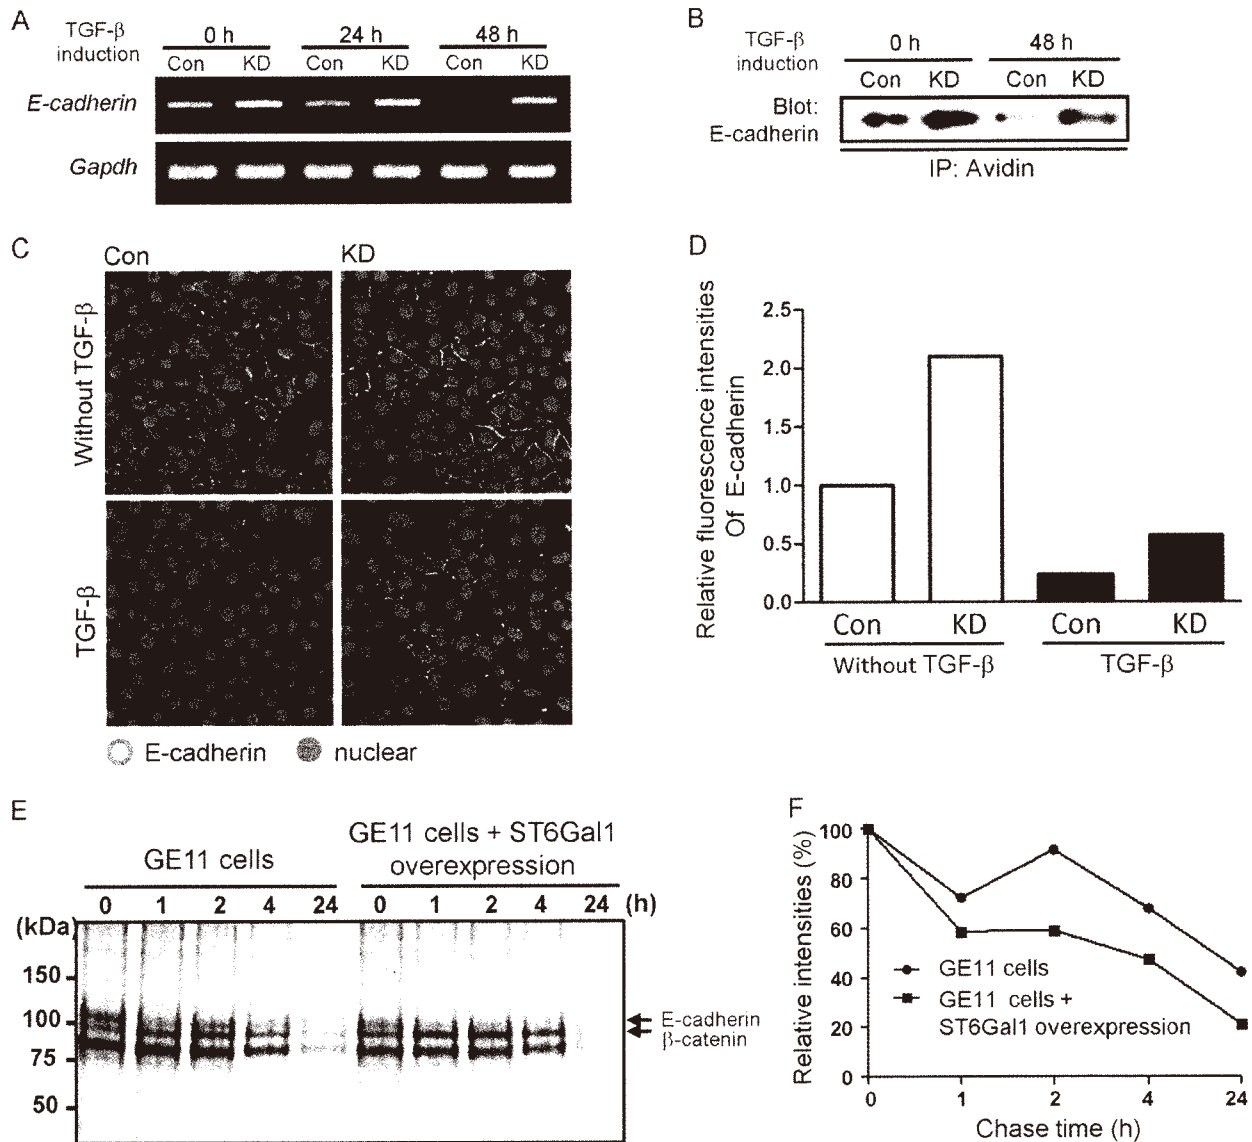 A
TGF-β
induction
0 h
24 h
48 h
Con
KD
Con
KD
Con
KD
E-cadherin
Gapdh
B
TGF-β
induction
0 h
48 h
Con
KD
Con
KD
Blot:
E-cadherin
IP: Avidin
C
Con
KD
Without TGF-β
TGF-β
E-cadherin
nuclear
D
Relative fluorescence intensities
Of E-cadherin
2.5
2.0
1.5
1.0
0.5
0.0
Con
KD
Con
KD
Without TGF-β
TGF-β
E
GE11 cells
GE11 cells + ST6Gal1
overexpression
0
1
2
4
24
0
1
2
4
24
(h)
(kDa)
150
100
75
50
E-cadherin
β-catenin
F
Relative intensities (%)
100
80
60
40
20
0
GE11 cells
GE11 cells +
ST6Gal1 overexpression
0
1
2
4
24
Chase time (h)